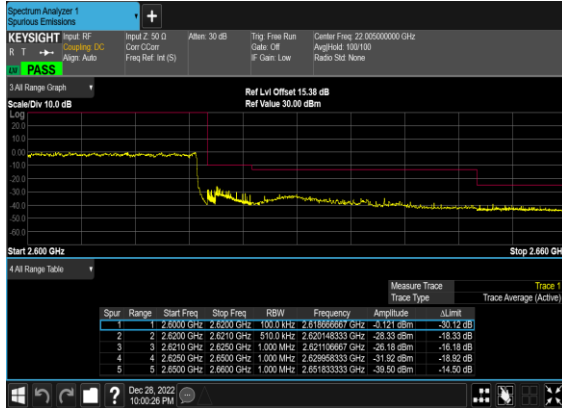 Spectrum Analyzer 1
Spurious Emissions
+
KEYSIGHT Input: RF Input Z: 50 Ω Atten: 30 dB Trig: Free Run Center Freq: 22.005000000 GHz
R T Coupling: DC Corr CCorr Gate: Off Avg|Hold: 100/100
Align: Auto Freq Ref: Int (S) IF Gain: Low Radio Std: None
PASS
3 All Range Graph
Ref Lvl Offset 15.38 dB
Scale/Div 10.0 dB Ref Value 30.00 dBm
Log
20.0
10.0
0.00
-10.0
-20.0
-30.0
-40.0
-50.0
-60.0
Start 2.600 GHz Stop 2.660 GH
4 All Range Table
Measure Trace Trace 1
Trace Type Trace Average (Active)
Spur Range Start Freq Stop Freq RBW Frequency Amplitude ΔLimit
1 1 2.6000 GHz 2.6200 GHz 100.0 kHz 2.618666667 GHz -0.121 dBm -30.12 dB
2 2 2.6200 GHz 2.6210 GHz 510.0 kHz 2.620148333 GHz -28.33 dBm -18.33 dB
3 3 2.6210 GHz 2.6250 GHz 1.000 MHz 2.621106667 GHz -26.18 dBm -16.18 dB
4 4 2.6250 GHz 2.6500 GHz 1.000 MHz 2.629958333 GHz -31.92 dBm -18.92 dB
5 5 2.6500 GHz 2.6600 GHz 1.000 MHz 2.651833333 GHz -39.50 dBm -14.50 dB
? Dec 28, 2022
10:00:26 PM